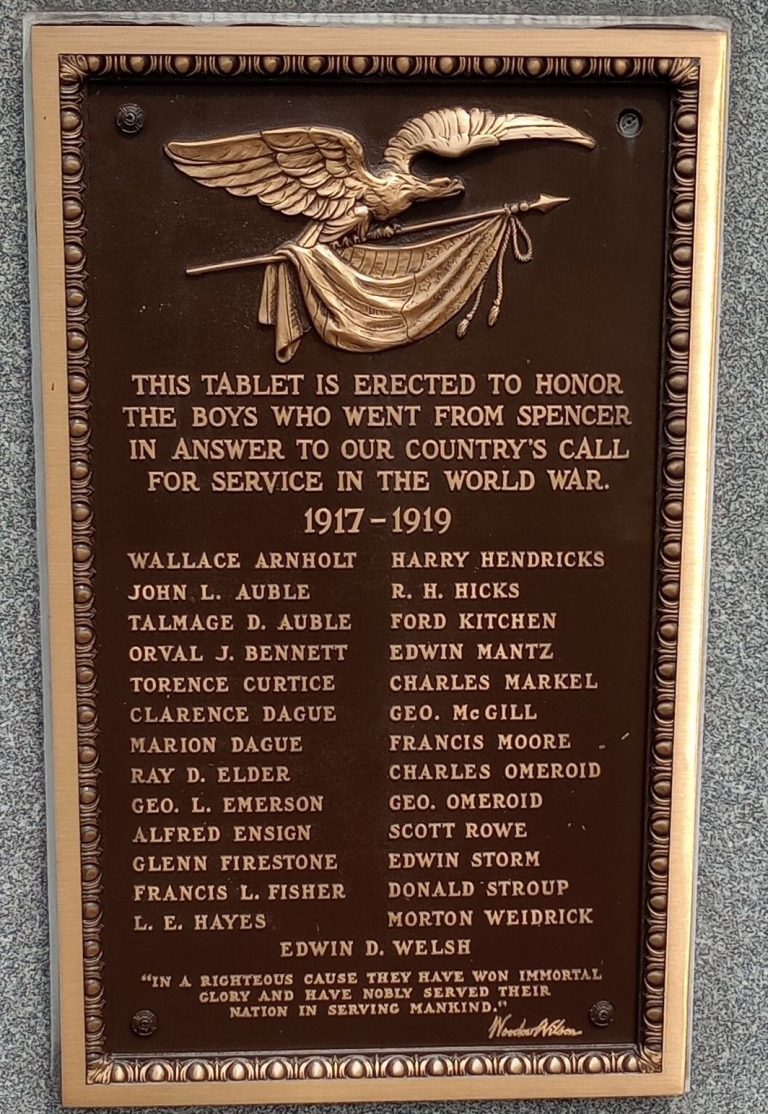 THIS TABLET IS ERECTED TO HONOR
THE BOYS WHO WENT FROM SPENCER
IN ANSWER TO OUR COUNTRY'S CALL
FOR SERVICE IN THE WORLD WAR.
1917-1919
WALLACE ARNHOLT HARRY HENDRICKS
JOHN L. AUBLE R. H. HICKS
TALMAGE D. AUBLE FORD KITCHEN
ORVAL J. BENNETT EDWIN MANTZ
TORENCE CURTICE CHARLES MARKEL
CLARENCE DAGUE GEO. McGILL
MARION DAGUE FRANCIS MOORE
RAY D. ELDER CHARLES OMEROID
GEO. L. EMERSON GEO. OMEROID
ALFRED ENSIGN SCOTT ROWE
GLENN FIRESTONE EDWIN STORM
FRANCIS L. FISHER DONALD STROUP
L. E. HAYES MORTON WEIDRICK
EDWIN D. WELSH
"IN A RIGHTEOUS CAUSE THEY HAVE WON IMMORTAL
GLORY AND HAVE NOBLY SERVED THEIR
NATION IN SERVING MANKIND."
Woodrow Wilson